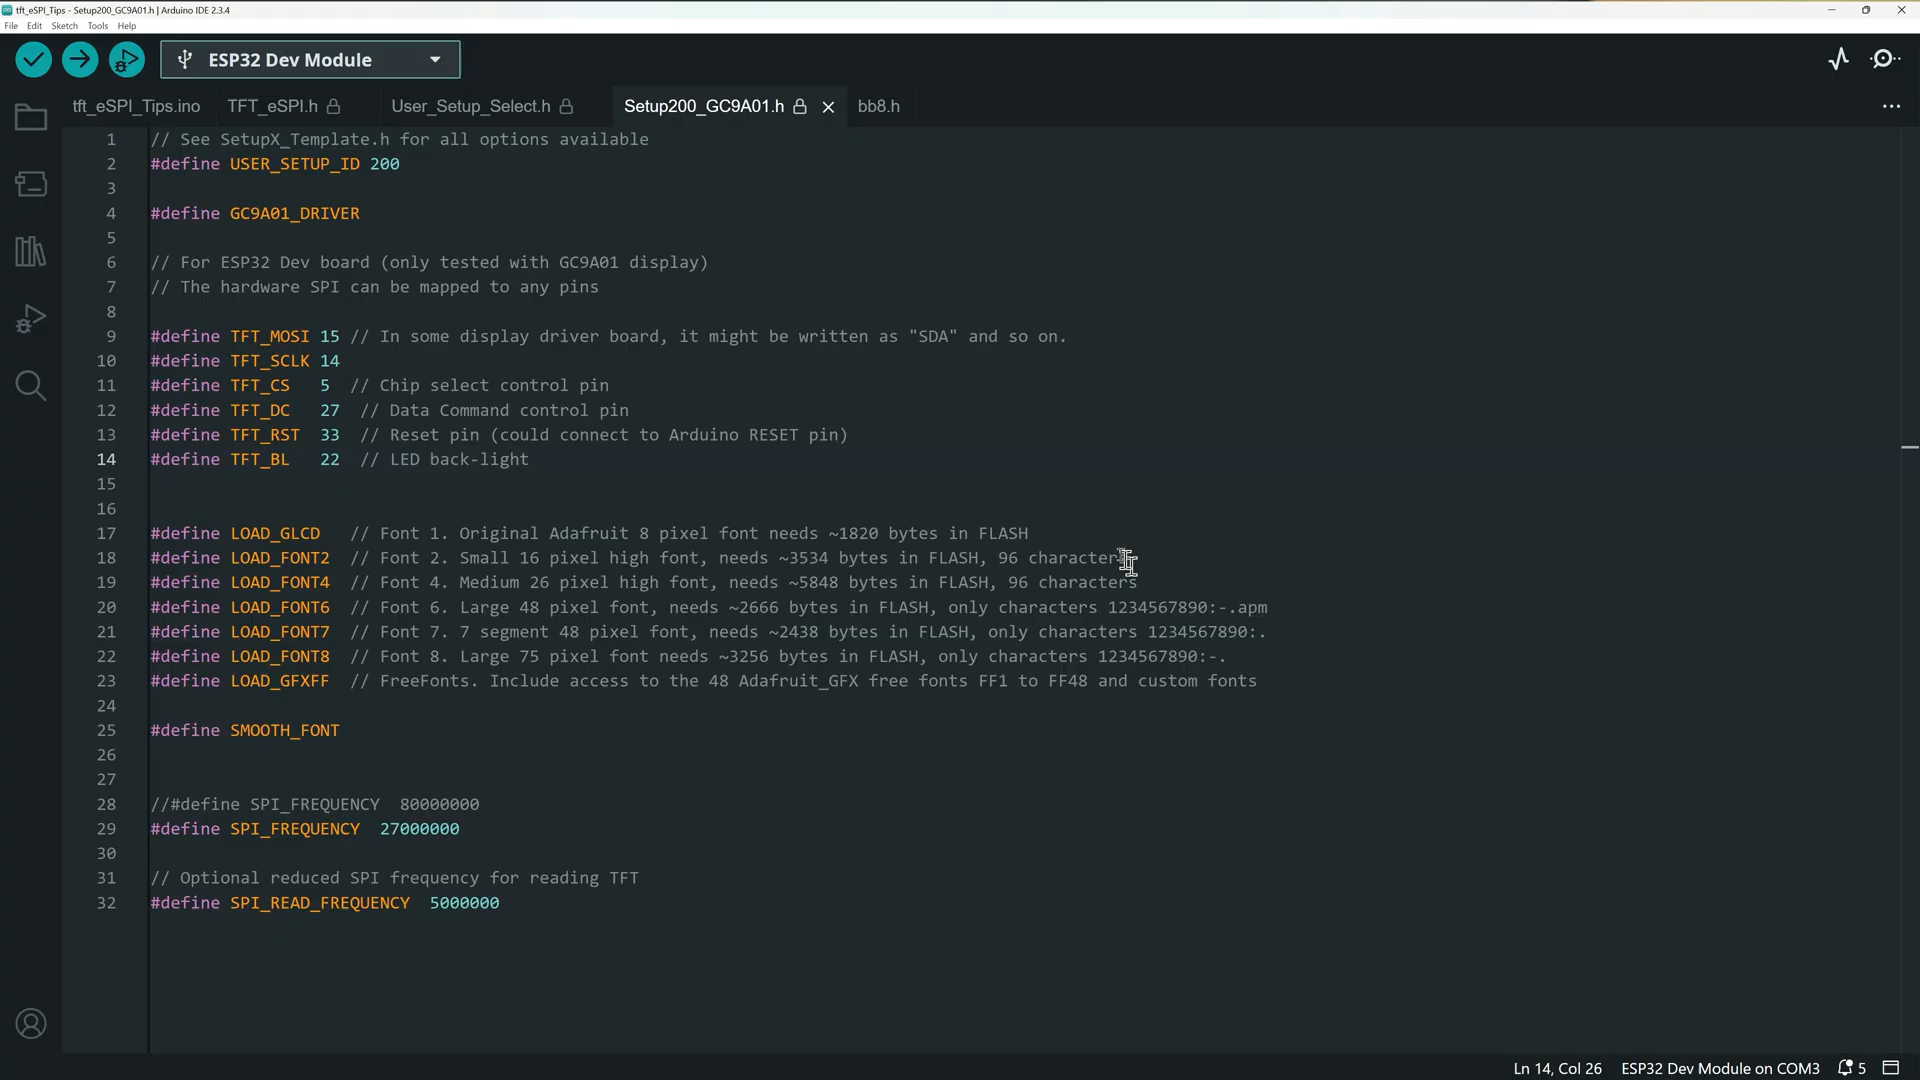 tft_eSPI_Tips - Setup200_GC9A01.h | Arduino IDE 2.3.4
File Edit Sketch Tools Help
ESP32 Dev Module
tft_eSPI_Tips.ino TFT_eSPI.h User_Setup_Select.h Setup200_GC9A01.h bb8.h
1 // See SetupX_Template.h for all options available
2 #define USER_SETUP_ID 200
3
4 #define GC9A01_DRIVER
5
6 // For ESP32 Dev board (only tested with GC9A01 display)
7 // The hardware SPI can be mapped to any pins
8
9 #define TFT_MOSI 15 // In some display driver board, it might be written as "SDA" and so on.
10 #define TFT_SCLK 14
11 #define TFT_CS 5 // Chip select control pin
12 #define TFT_DC 27 // Data Command control pin
13 #define TFT_RST 33 // Reset pin (could connect to Arduino RESET pin)
14 #define TFT_BL 22 // LED back-light
15
16
17 #define LOAD_GLCD // Font 1. Original Adafruit 8 pixel font needs ~1820 bytes in FLASH
18 #define LOAD_FONT2 // Font 2. Small 16 pixel high font, needs ~3534 bytes in FLASH, 96 characters
19 #define LOAD_FONT4 // Font 4. Medium 26 pixel high font, needs ~5848 bytes in FLASH, 96 characters
20 #define LOAD_FONT6 // Font 6. Large 48 pixel font, needs ~2666 bytes in FLASH, only characters 1234567890:-.apm
21 #define LOAD_FONT7 // Font 7. 7 segment 48 pixel font, needs ~2438 bytes in FLASH, only characters 1234567890:.
22 #define LOAD_FONT8 // Font 8. Large 75 pixel font needs ~3256 bytes in FLASH, only characters 1234567890:-.
23 #define LOAD_GFXFF // FreeFonts. Include access to the 48 Adafruit_GFX free fonts FF1 to FF48 and custom fonts
24
25 #define SMOOTH_FONT
26
27
28 //#define SPI_FREQUENCY 80000000
29 #define SPI_FREQUENCY 27000000
30
31 // Optional reduced SPI frequency for reading TFT
32 #define SPI_READ_FREQUENCY 5000000
Ln 14, Col 26 ESP32 Dev Module on COM3 5